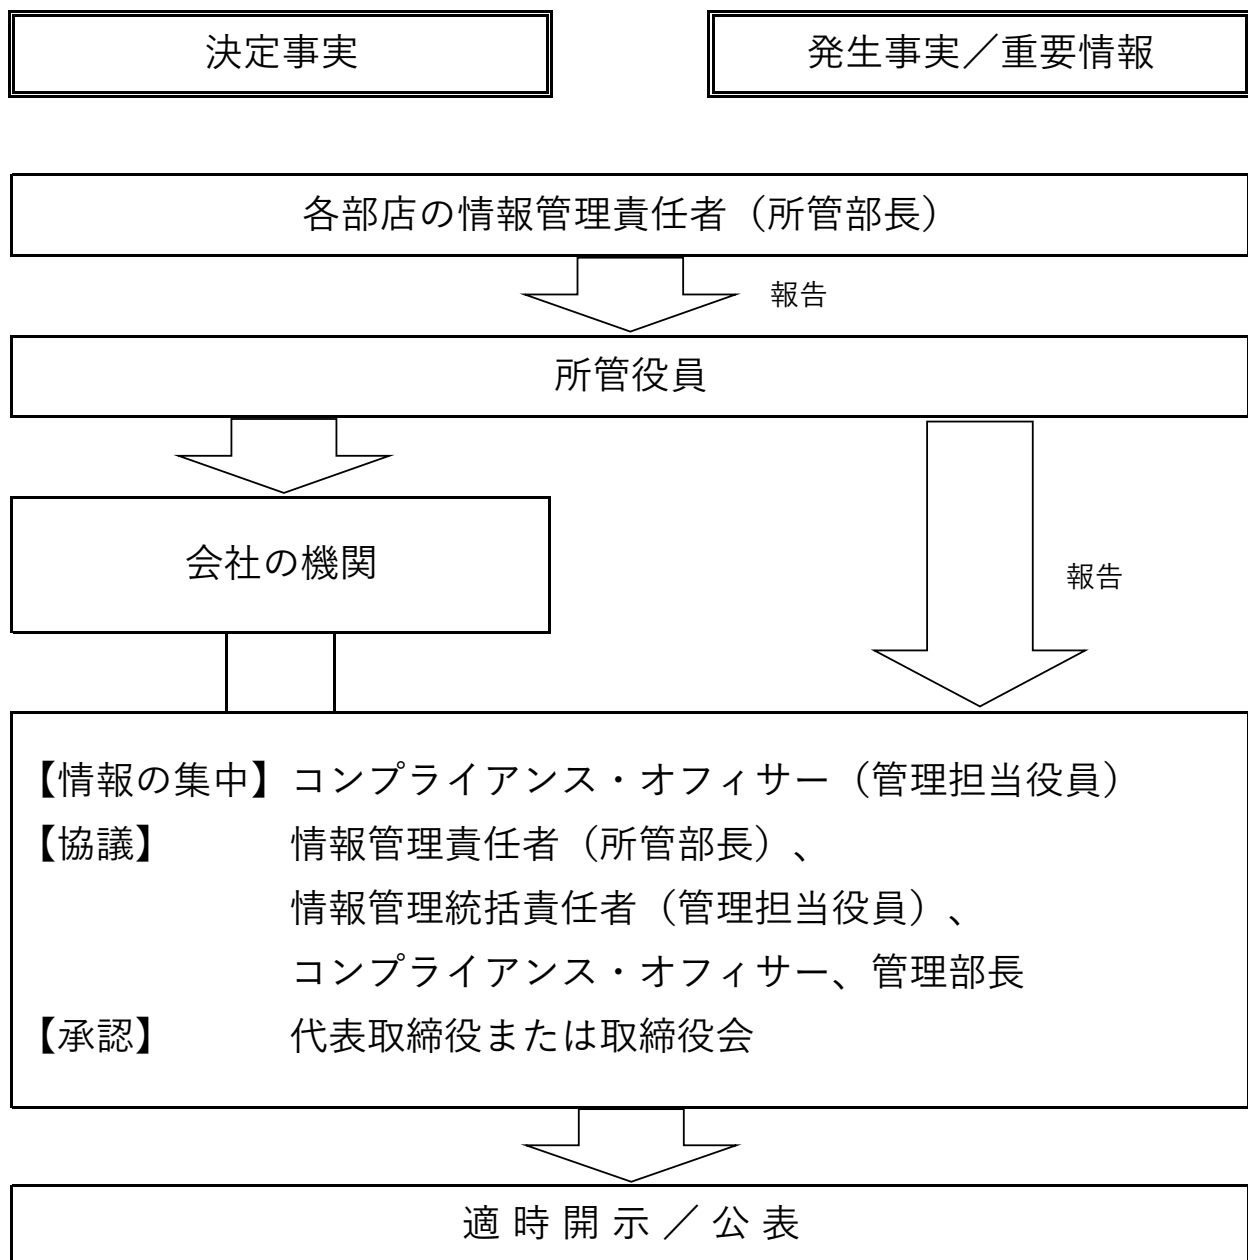 決定事実
発生事実／重要情報
各部店の情報管理責任者（所管部長）
報告
所管役員
会社の機関
報告
【情報の集中】コンプライアンス・オフィサー（管理担当役員）
【協議】 情報管理責任者（所管部長）、
情報管理統括責任者（管理担当役員）、
コンプライアンス・オフィサー、管理部長
【承認】 代表取締役または取締役会
適 時 開 示 ／ 公 表